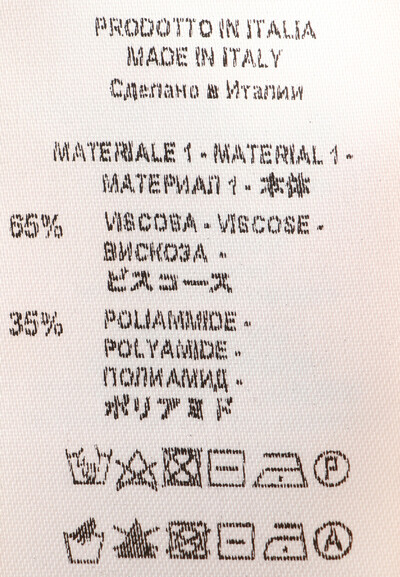 PRODOTTO IN ITALIA
MADE IN ITALY
Сделано в Италии
MATERIALE 1 - MATERIAL 1 -
МАТЕРИАЛ 1 - 本体
65% VISCOSA - VISCOSE -
ВИСКОЗА -
ビスコース
35% POLIAMMIDE -
POLYAMIDE -
ПОЛИАМИД -
ポリアミド
P
A